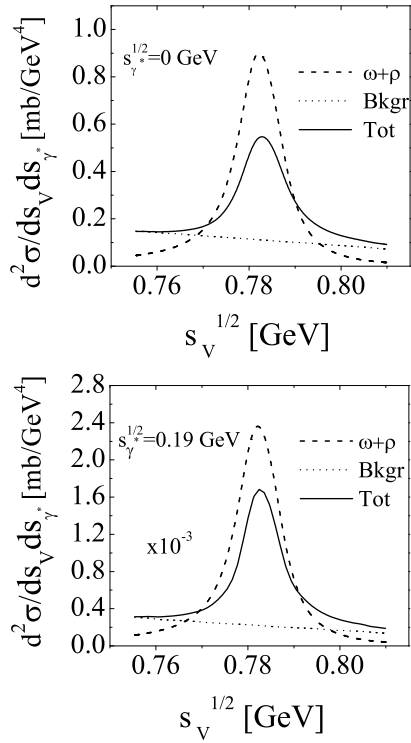 1.0
0.8
0.6
0.4
0.2
0.0
d²σ/ds_V ds_γ* [mb/GeV⁴]
s_γ*^1/2=0 GeV
ω+ρ
Bkgr
Tot
0.76 0.78 0.80
s_V^1/2 [GeV]
2.8
2.4
2.0
1.6
1.2
0.8
0.4
0.0
d²σ/ds_V ds_γ* [mb/GeV⁴]
s_γ*^1/2=0.19 GeV
ω+ρ
Bkgr
Tot
x10⁻³
0.76 0.78 0.80
s_V^1/2 [GeV]